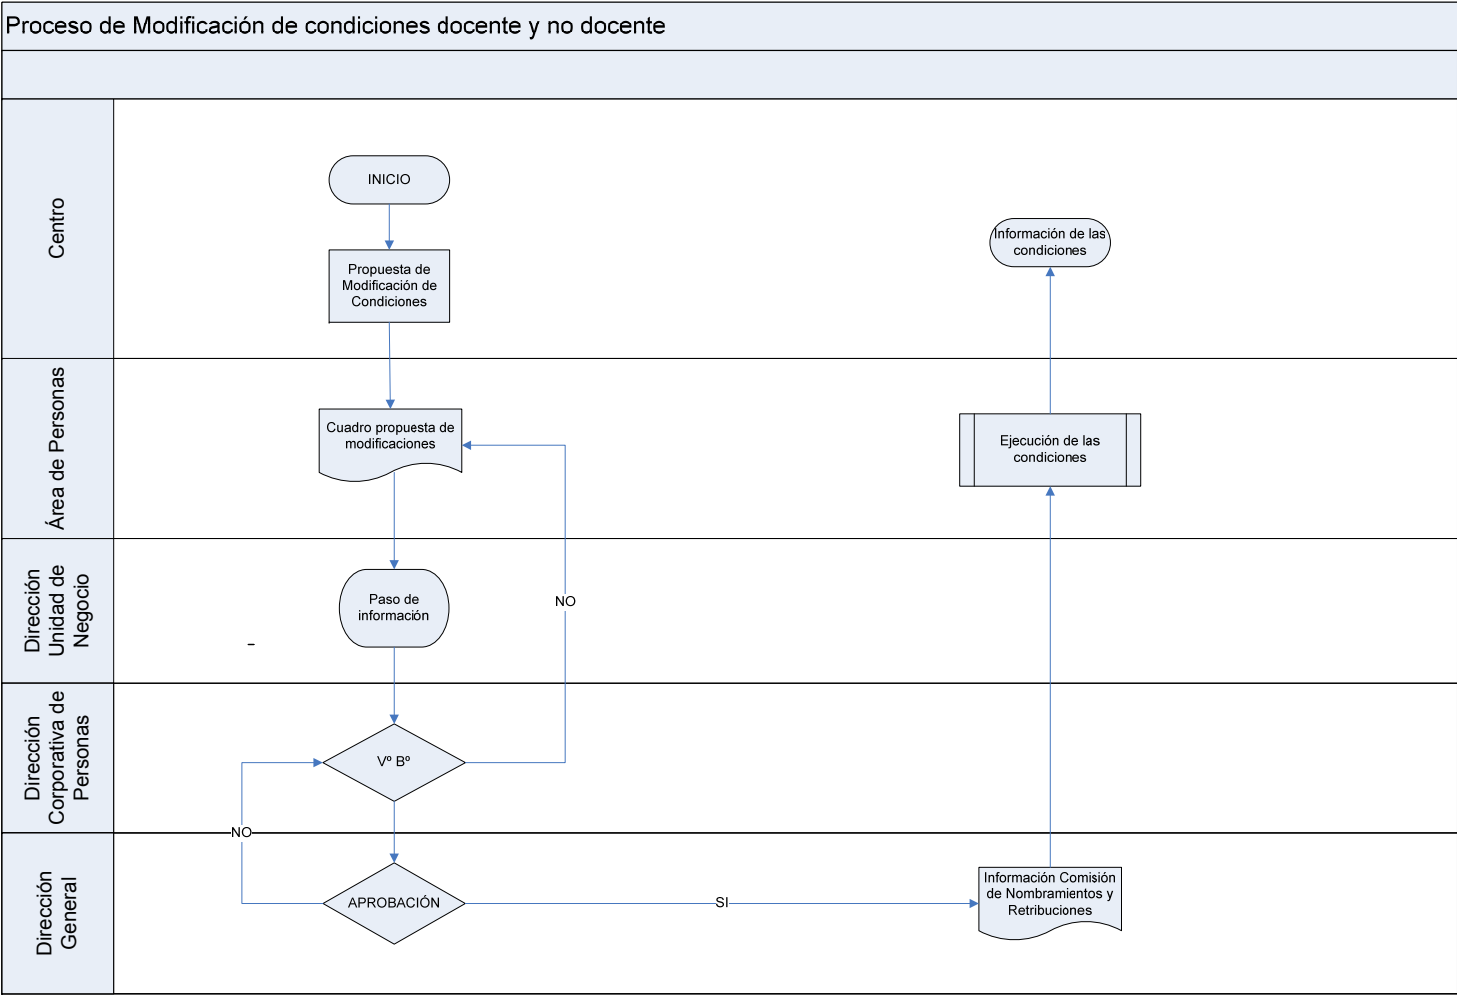 Proceso de Modificación de condiciones docente y no docente
Centro
INICIO
Propuesta de
Modificación de
Condiciones
Información de las
condiciones
Área de Personas
Cuadro propuesta de
modificaciones
Ejecución de las
condiciones
Dirección
Unidad de
Negocio
Paso de
información
NO
-
Dirección
Corporativa de
Personas
Vº Bº
NO
Dirección
General
APROBACIÓN
SI
Información Comisión
de Nombramientos y
Retribuciones